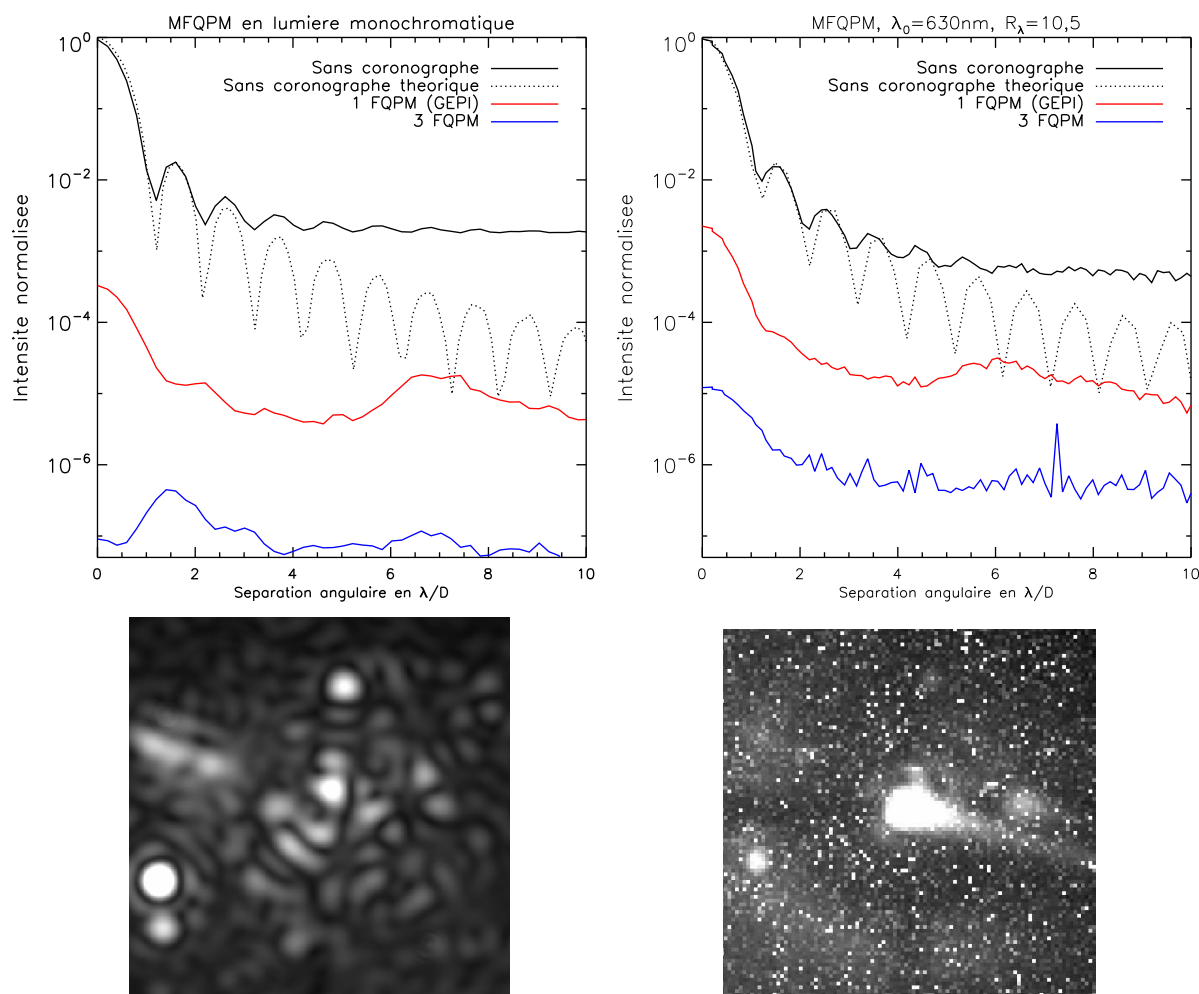 MFQPM en lumiere monochromatique
Sans coronographe
Sans coronographe theorique
1 FQPM (GEPI)
3 FQPM
Intensite normalisee
10⁰
10⁻²
10⁻⁴
10⁻⁶
0 2 4 6 8 10
Separation angulaire en λ/D
MFQPM, λ₀=630nm, R_λ=10,5
Sans coronographe
Sans coronographe theorique
1 FQPM (GEPI)
3 FQPM
Intensite normalisee
10⁰
10⁻²
10⁻⁴
10⁻⁶
0 2 4 6 8 10
Separation angulaire en λ/D